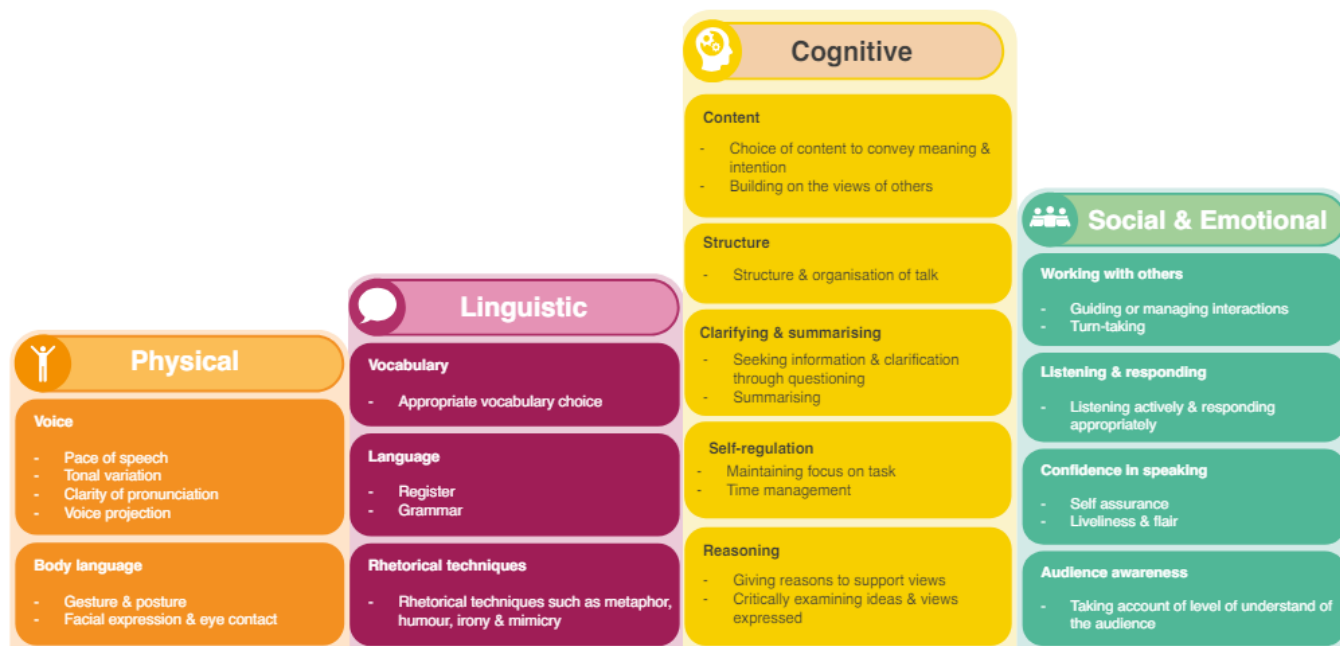 Physical
Voice
- Pace of speech
- Tonal variation
- Clarity of pronunciation
- Voice projection
Body language
- Gesture & posture
- Facial expression & eye contact
Linguistic
Vocabulary
- Appropriate vocabulary choice
Language
- Register
- Grammar
Rhetorical techniques
- Rhetorical techniques such as metaphor,
humour, irony & mimicry
Cognitive
Content
- Choice of content to convey meaning &
intention
- Building on the views of others
Structure
- Structure & organisation of talk
Clarifying & summarising
- Seeking information & clarification
through questioning
- Summarising
Self-regulation
- Maintaining focus on task
- Time management
Reasoning
- Giving reasons to support views
- Critically examining ideas & views
expressed
Social & Emotional
Working with others
- Guiding or managing interactions
- Turn-taking
Listening & responding
- Listening actively & responding
appropriately
Confidence in speaking
- Self assurance
- Liveliness & flair
Audience awareness
- Taking account of level of understand of
the audience